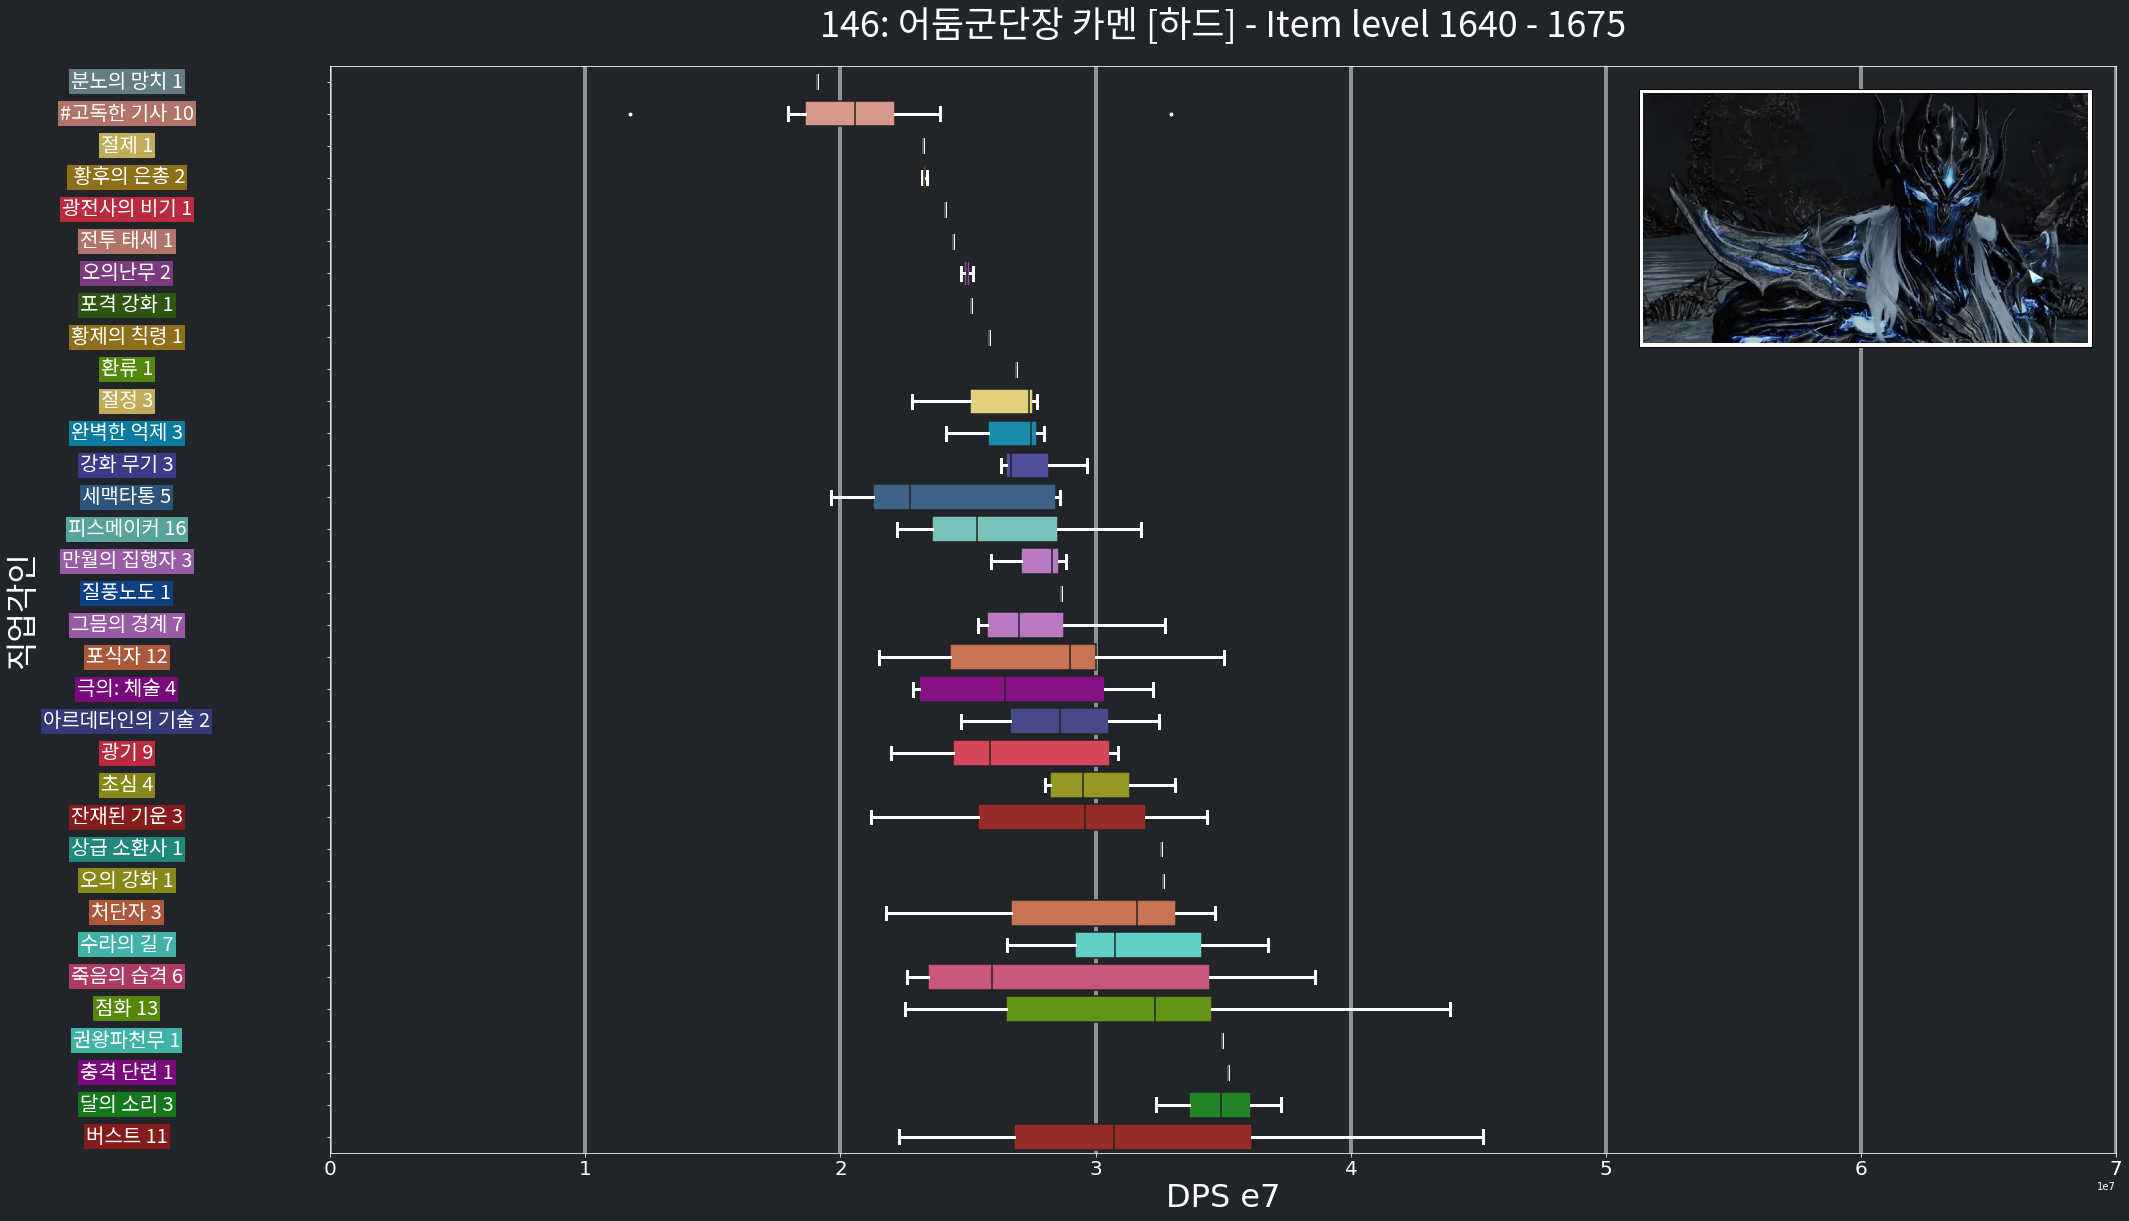 146: 어둠군단장 카멘 [하드] - Item level 1640 - 1675
분노의 망치 1
#고독한 기사 10
절제 1
황후의 은총 2
광전사의 비기 1
전투 태세 1
오의난무 2
포격 강화 1
황제의 칙령 1
환류 1
절정 3
완벽한 억제 3
강화 무기 3
세맥타통 5
피스메이커 16
만월의 집행자 3
질풍노도 1
그믐의 경계 7
포식자 12
극의: 체술 4
아르데타인의 기술 2
광기 9
초심 4
잔재된 기운 3
상급 소환사 1
오의 강화 1
처단자 3
수라의 길 7
죽음의 습격 6
점화 13
권왕파천무 1
충격 단련 1
달의 소리 3
버스트 11
직업각인
0 1 2 3 4 5 6 7
1e7
DPS e7